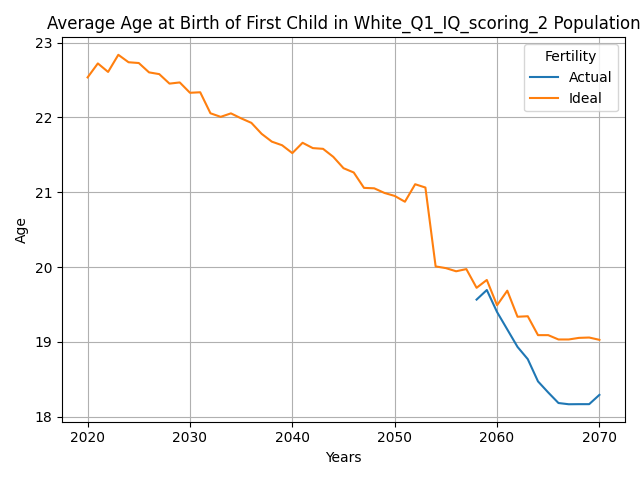 Average Age at Birth of First Child in White_Q1_IQ_scoring_2 Population
Fertility
Actual
Ideal
Age
23
22
21
20
19
18
2020
2030
2040
2050
2060
2070
Years